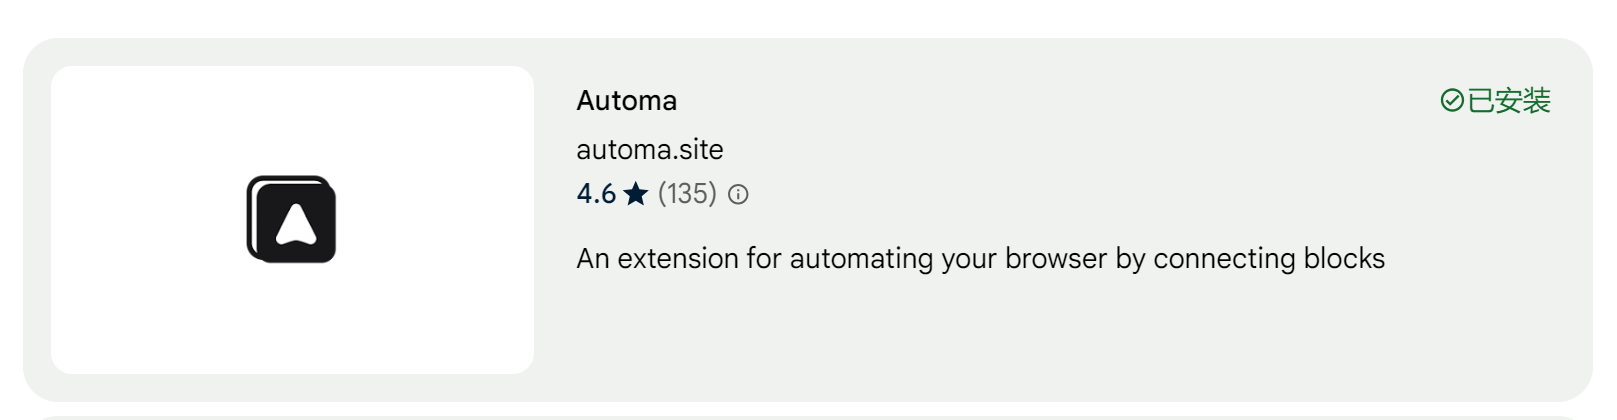 Automa
已安装
automa.site
4.6 ★ (135)
An extension for automating your browser by connecting blocks